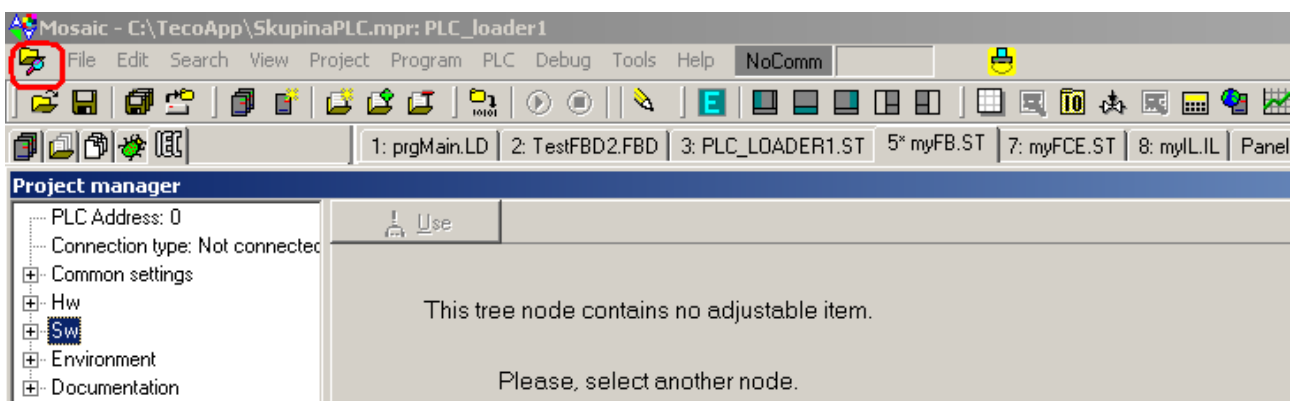 Mosaic - C:\TecoApp\SkupinaPLC.mpr: PLC_loader1
File Edit Search View Project Program PLC Debug Tools Help NoComm
1: prgMain.LD 2: TestFBD2.FBD 3: PLC_LOADER1.ST 5* myFB.ST 7: myFCE.ST 8: myIL.IL Panel
Project manager
PLC Address: 0
Use
Connection type: Not connected
Common settings
Hw
This tree node contains no adjustable item.
Sw
Environment
Please, select another node.
Documentation